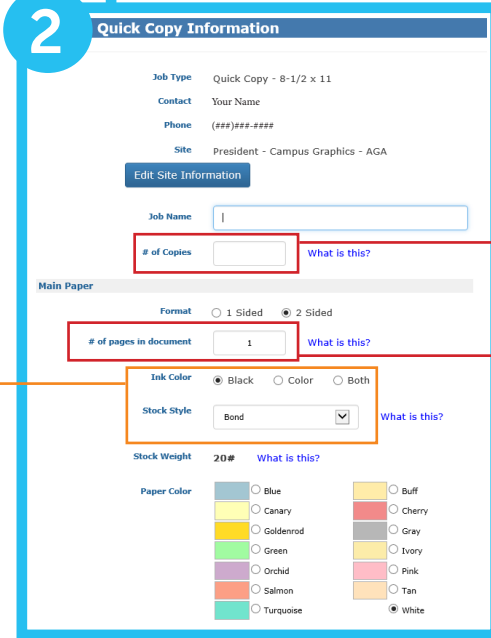 2
Quick Copy Information
Job Type Quick Copy - 8-1/2 x 11
Contact Your Name
Phone (###)###-####
Site President - Campus Graphics - AGA
Edit Site Information
Job Name
# of Copies What is this?
Main Paper
Format 1 Sided 2 Sided
# of pages in document 1 What is this?
Ink Color Black Color Both
Stock Style Bond What is this?
Stock Weight 20# What is this?
Paper Color Blue Buff
Canary Cherry
Goldenrod Gray
Green Ivory
Orchid Pink
Salmon Tan
Turquoise White